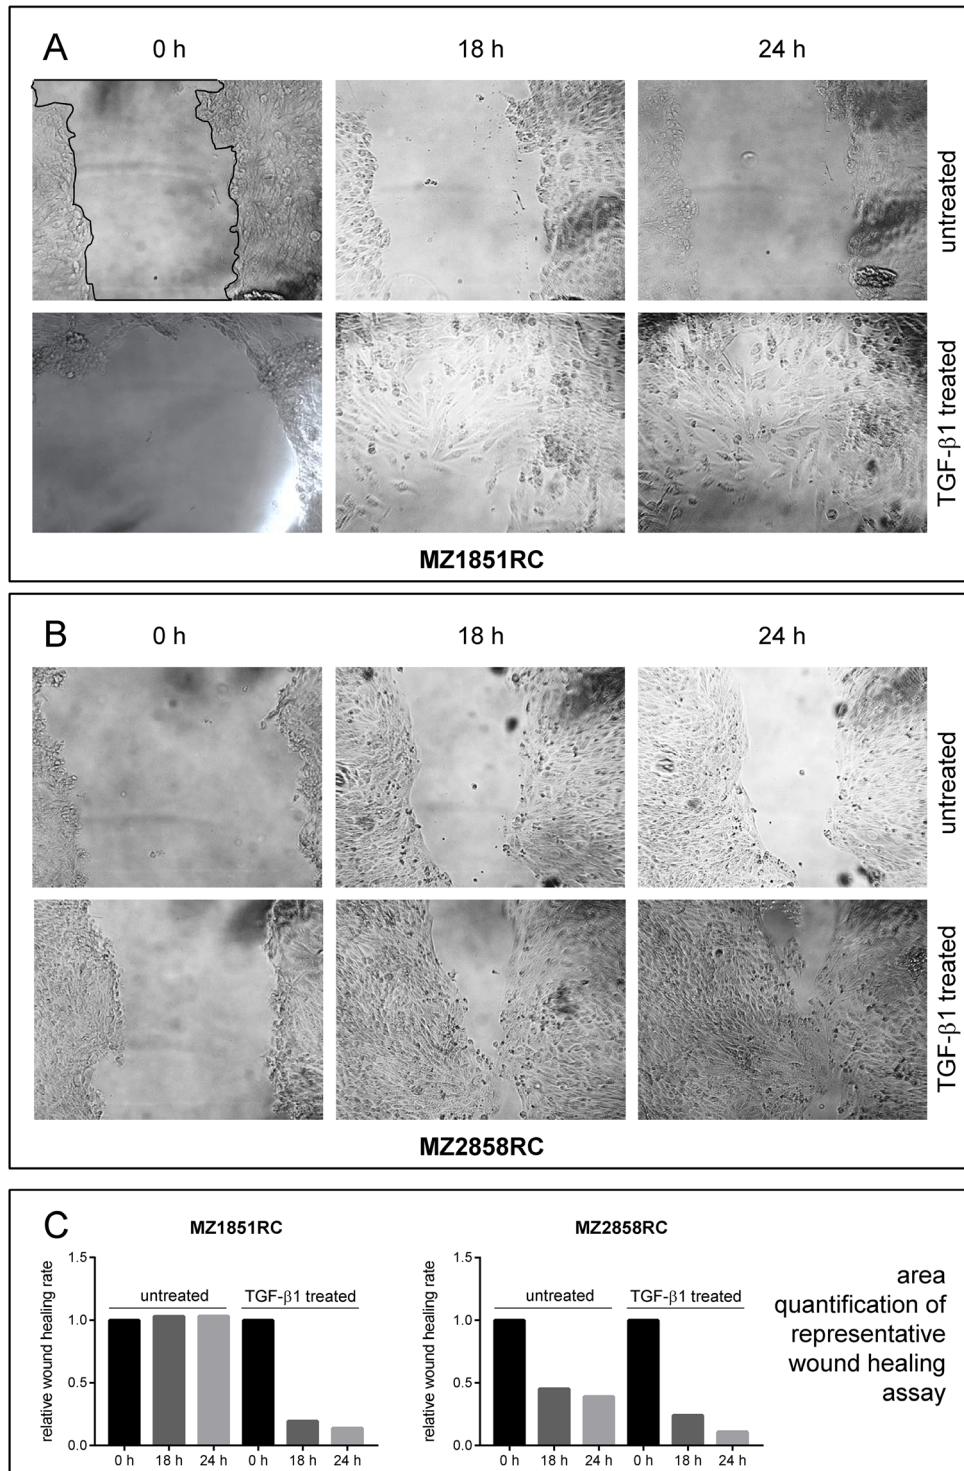 A
0 h
18 h
24 h
untreated
TGF-β1 treated
MZ1851RC
B
0 h
18 h
24 h
untreated
TGF-β1 treated
MZ2858RC
C
MZ1851RC
relative wound healing rate
1.5
1.0
0.5
0.0
untreated
TGF-β1 treated
0 h 18 h 24 h 0 h 18 h 24 h
MZ2858RC
relative wound healing rate
1.5
1.0
0.5
0.0
untreated
TGF-β1 treated
0 h 18 h 24 h 0 h 18 h 24 h
area
quantification of
representative
wound healing
assay